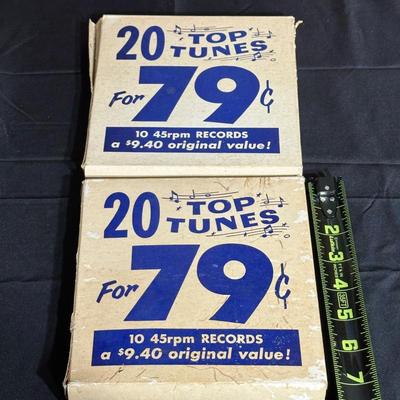 20 TOP
TUNES
For 79¢
10 45rpm RECORDS
a $9.40 original value!
20 TOP
TUNES
For 79¢
10 45rpm RECORDS
a $9.40 original value!
2
3
4
5
6
7